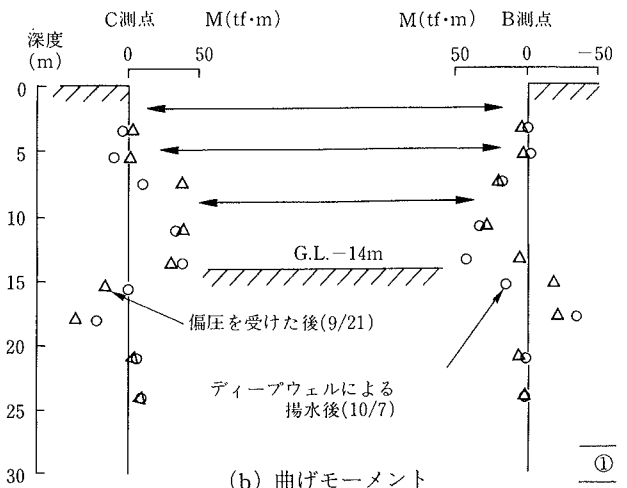 C測点 M(tf·m) M(tf·m) B測点
深度
(m)
0 50 50 0 −50
0
5
10
15
20
25
30
G.L.−14m
偏圧を受けた後(9/21)
ディープウェルによる
揚水後(10/7)
(b) 曲げモーメント
①